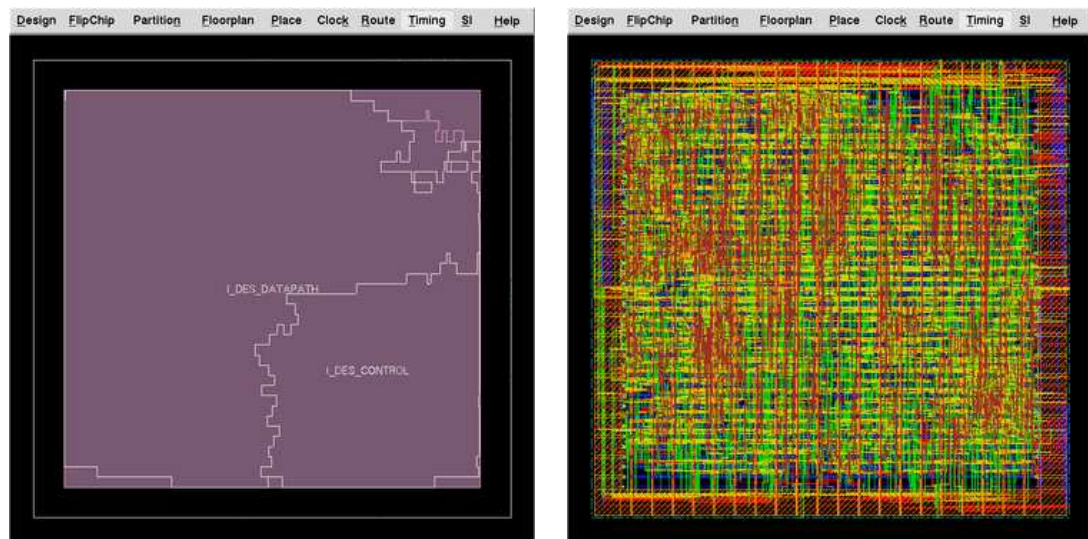 Design FlipChip Partition Floorplan Place Clock Route Timing SI Help
I_DES_DATAPATH
I_DES_CONTROL
Design FlipChip Partition Floorplan Place Clock Route Timing SI Help